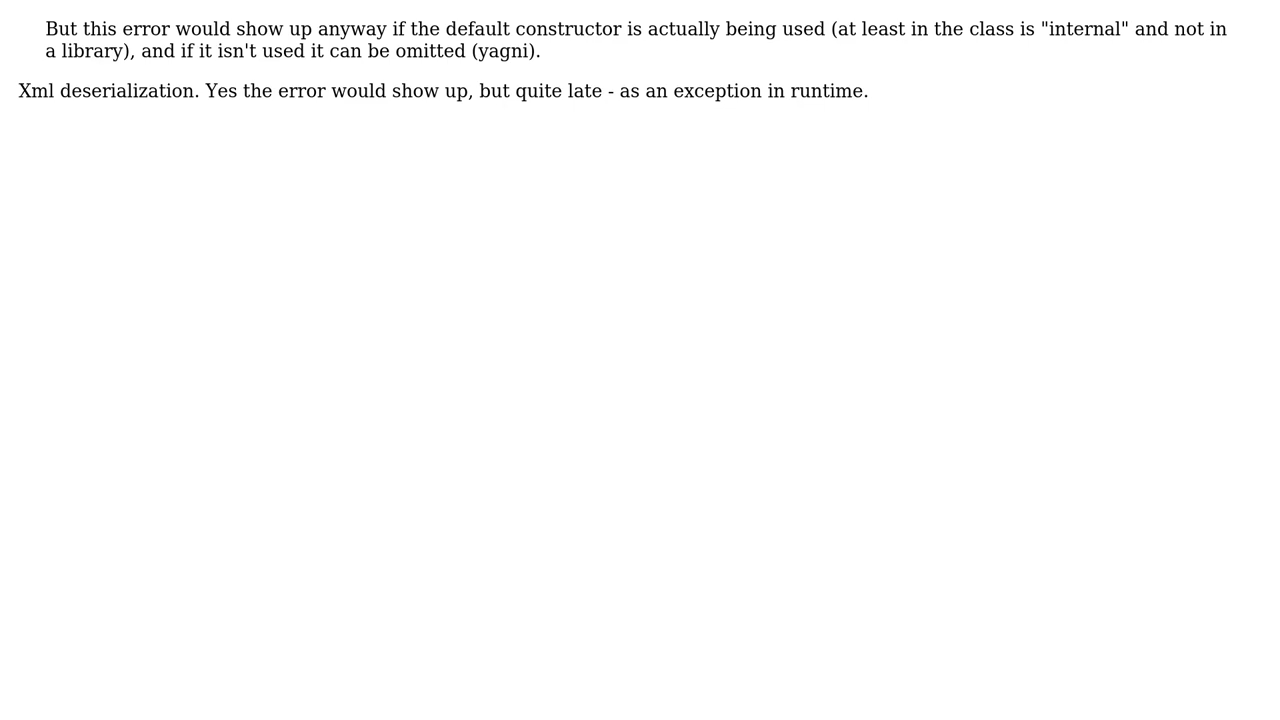 But this error would show up anyway if the default constructor is actually being used (at least in the class is "internal" and not in
a library), and if it isn't used it can be omitted (yagni).
Xml deserialization. Yes the error would show up, but quite late - as an exception in runtime.